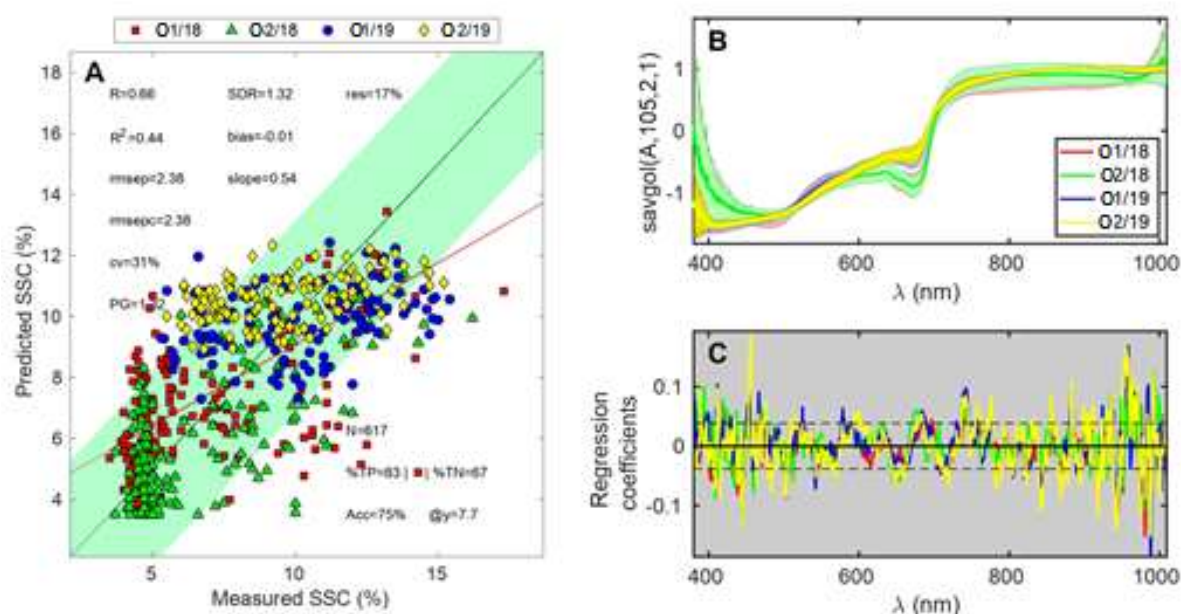 O1/18 O2/18 O1/19 O2/19
A
R=0.66 SDR=1.32 res=17%
R²=0.44 bias=-0.01
rmsep=2.38 slope=0.54
rmsepc=2.38
cv=31%
N=617
%TN=67
Acc=75% @y=7.7
18
16
14
12
10
8
6
4
Predicted SSC (%)
5 10 15
Measured SSC (%)
B
1
0
-1
savgol(A,105,2,1)
O1/18
O2/18
O1/19
O2/19
400 600 800 1000
λ (nm)
C
0.1
0
-0.1
Regression
coefficients
400 600 800 1000
λ (nm)